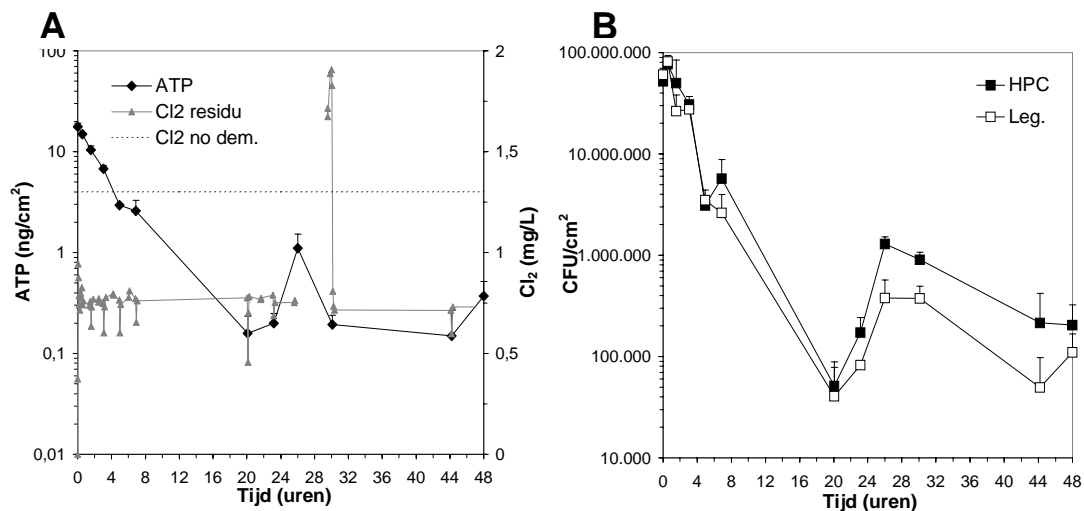 A
100
10
1
0,1
0,01
ATP (ng/cm²)
ATP
Cl2 residu
Cl2 no dem.
2
1,5
1
0,5
0
Cl₂ (mg/L)
0 4 8 12 16 20 24 28 32 36 40 44 48
Tijd (uren)
B
100.000.000
10.000.000
1.000.000
100.000
10.000
CFU/cm²
HPC
Leg.
0 4 8 12 16 20 24 28 32 36 40 44 48
Tijd (uren)